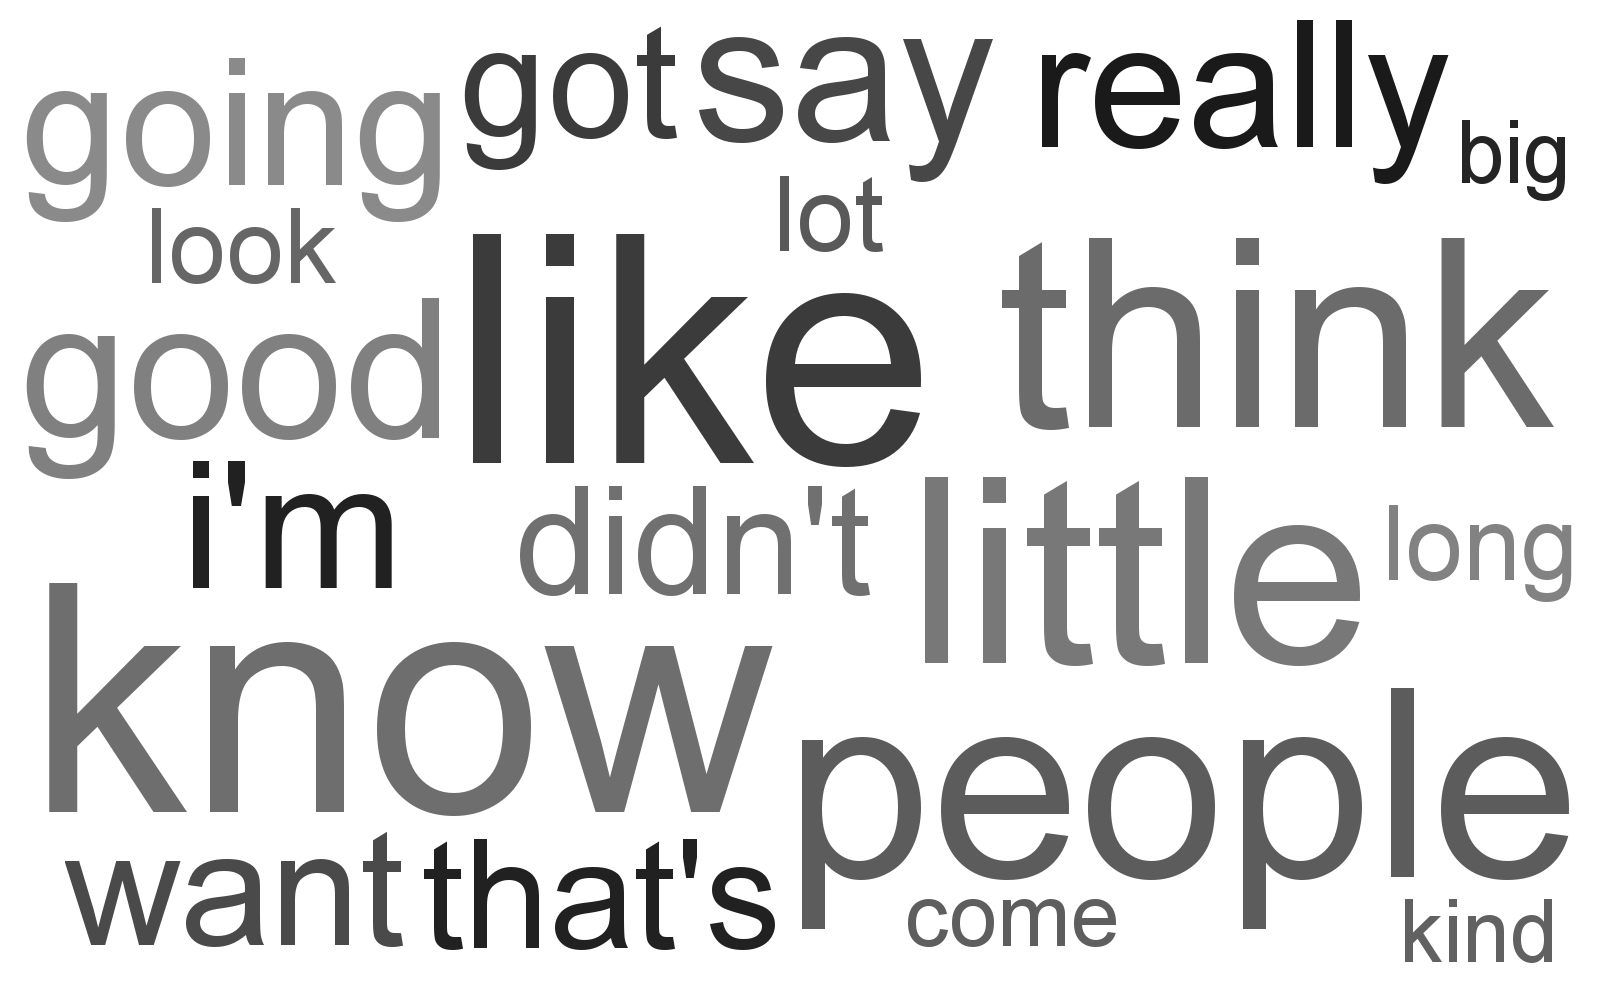 going got say really big
look lot
good like think
i'm didn't little long
know people
want that's come kind